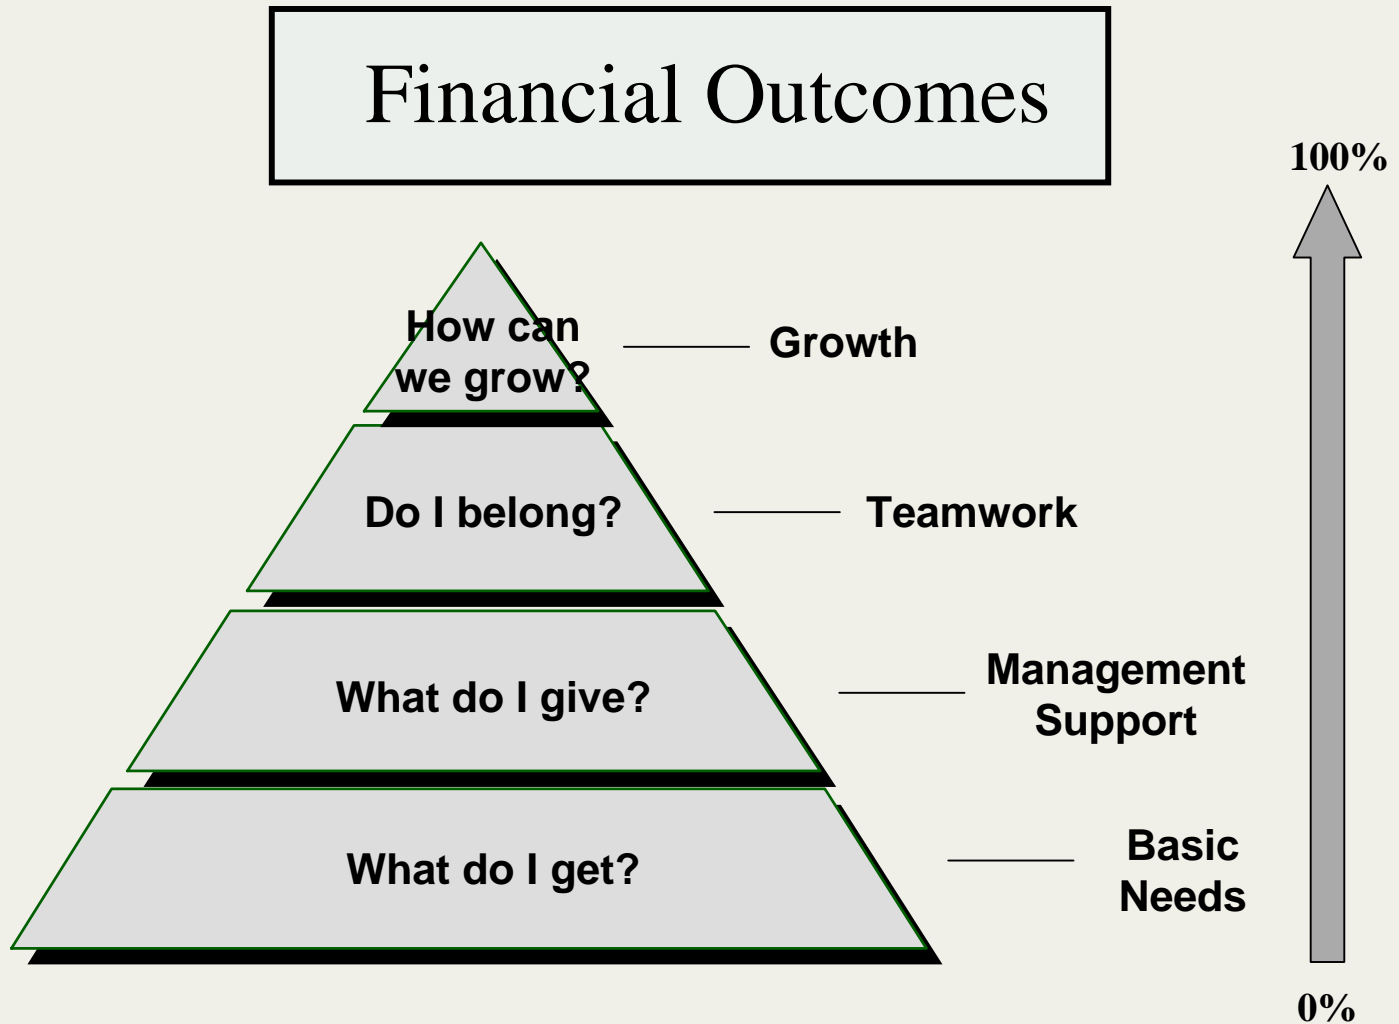 Financial Outcomes
100%
How can
we grow?
Growth
Do I belong?
Teamwork
What do I give?
Management
Support
What do I get?
Basic
Needs
0%